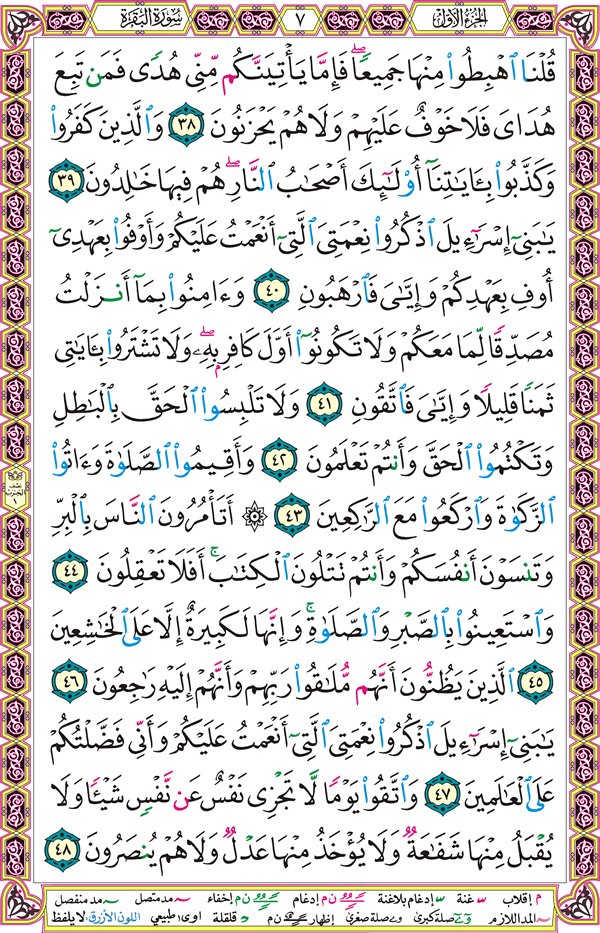 الجزء الأول
٧
سورة البقرة
قُلْنَا ٱهْبِطُوا۟ مِنْهَا جَمِيعًۭا ۖ فَإِمَّا يَأْتِيَنَّكُم مِّنِّى هُدًۭى فَمَن تَبِعَ
هُدَاىَ فَلَا خَوْفٌ عَلَيْهِمْ وَلَا هُمْ يَحْزَنُونَ ٣٨ وَٱلَّذِينَ كَفَرُوا۟
وَكَذَّبُوا۟ بِـَٔايَـٰتِنَآ أُو۟لَـٰٓئِكَ أَصْحَـٰبُ ٱلنَّارِ ۖ هُمْ فِيهَا خَـٰلِدُونَ ٣٩
يَـٰبَنِىٓ إِسْرَٰٓءِيلَ ٱذْكُرُوا۟ نِعْمَتِىَ ٱلَّتِىٓ أَنْعَمْتُ عَلَيْكُمْ وَأَوْفُوا۟ بِعَهْدِىٓ
أُوفِ بِعَهْدِكُمْ وَإِيَّـٰىَ فَٱرْهَبُونِ ٤٠ وَءَامِنُوا۟ بِمَآ أَنزَلْتُ
مُصَدِّقًۭا لِّمَا مَعَكُمْ وَلَا تَكُونُوٓا۟ أَوَّلَ كَافِرٍۭ بِهِۦ ۖ وَلَا تَشْتَرُوا۟ بِـَٔايَـٰتِى
ثَمَنًۭا قَلِيلًۭا وَإِيَّـٰىَ فَٱتَّقُونِ ٤١ وَلَا تَلْبِسُوا۟ ٱلْحَقَّ بِٱلْبَـٰطِلِ
وَتَكْتُمُوا۟ ٱلْحَقَّ وَأَنتُمْ تَعْلَمُونَ ٤٢ وَأَقِيمُوا۟ ٱلصَّلَوٰةَ وَءَاتُوا۟
ٱلزَّكَوٰةَ وَٱرْكَعُوا۟ مَعَ ٱلرَّٰكِعِينَ ٤٣ ۞ أَتَأْمُرُونَ ٱلنَّاسَ بِٱلْبِرِّ
وَتَنسَوْنَ أَنفُسَكُمْ وَأَنتُمْ تَتْلُونَ ٱلْكِتَـٰبَ ۚ أَفَلَا تَعْقِلُونَ ٤٤
وَٱسْتَعِينُوا۟ بِٱلصَّبْرِ وَٱلصَّلَوٰةِ ۚ وَإِنَّهَا لَكَبِيرَةٌ إِلَّا عَلَى ٱلْخَـٰشِعِينَ
٤٥ ٱلَّذِينَ يَظُنُّونَ أَنَّهُم مُّلَـٰقُوا۟ رَبِّهِمْ وَأَنَّهُمْ إِلَيْهِ رَٰجِعُونَ ٤٦
يَـٰبَنِىٓ إِسْرَٰٓءِيلَ ٱذْكُرُوا۟ نِعْمَتِىَ ٱلَّتِىٓ أَنْعَمْتُ عَلَيْكُمْ وَأَنِّى فَضَّلْتُكُمْ
عَلَى ٱلْعَـٰلَمِينَ ٤٧ وَٱتَّقُوا۟ يَوْمًۭا لَّا تَجْزِى نَفْسٌ عَن نَّفْسٍۢ شَيْـًۭٔا وَلَا
يُقْبَلُ مِنْهَا شَفَـٰعَةٌۭ وَلَا يُؤْخَذُ مِنْهَا عَدْلٌۭ وَلَا هُمْ يُنصَرُونَ ٤٨
نصف
الحزب
١
م إقلاب غنة إدغام بلاغنة ن م إدغام ن م إخفاء مد متصل مد منفصل
المد اللازم صلة كبرى صلة صغرى إظهار ن م قلقلة اوى: طبيعي اللون الأزرق: لا يلفظ